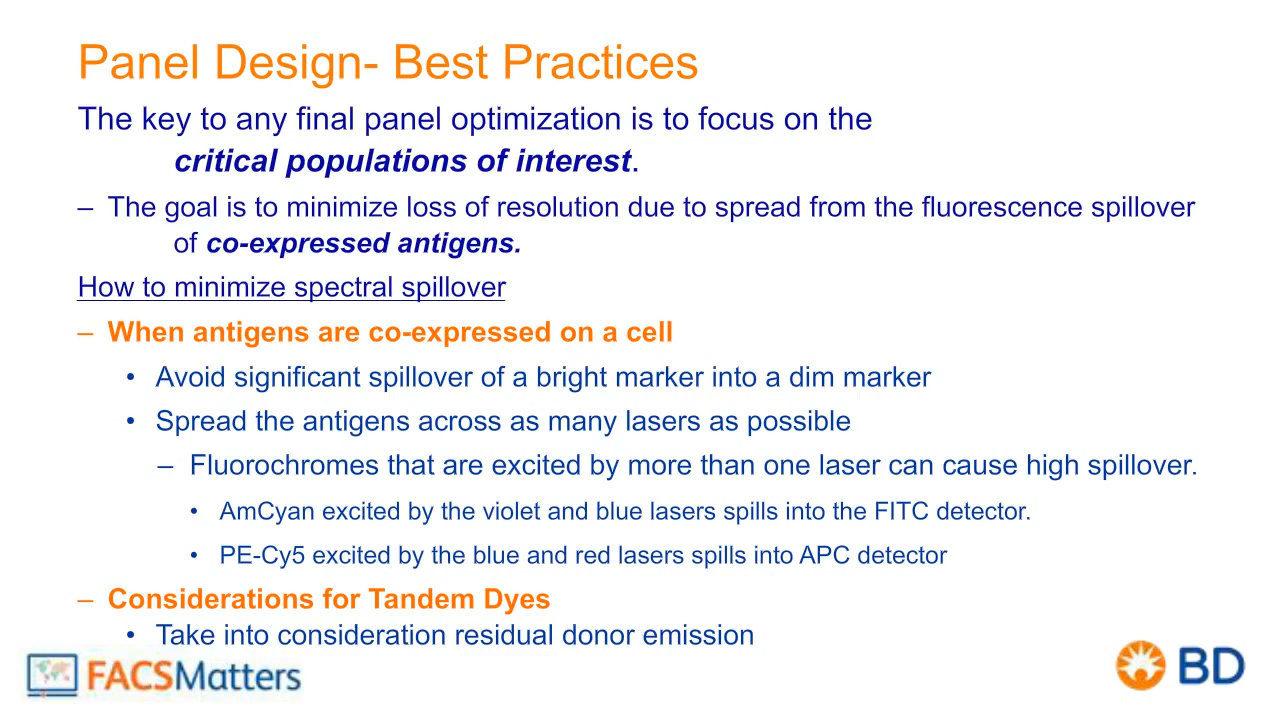 Panel Design- Best Practices
The key to any final panel optimization is to focus on the
critical populations of interest.
– The goal is to minimize loss of resolution due to spread from the fluorescence spillover
of co-expressed antigens.
How to minimize spectral spillover
– When antigens are co-expressed on a cell
• Avoid significant spillover of a bright marker into a dim marker
• Spread the antigens across as many lasers as possible
– Fluorochromes that are excited by more than one laser can cause high spillover.
• AmCyan excited by the violet and blue lasers spills into the FITC detector.
• PE-Cy5 excited by the blue and red lasers spills into APC detector
– Considerations for Tandem Dyes
• Take into consideration residual donor emission
FACSMatters
BD